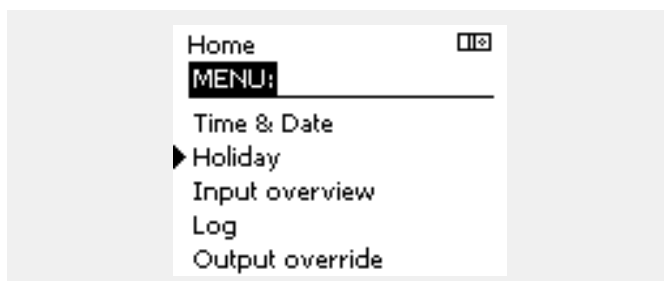 Home
MENU:
Time & Date
Holiday
Input overview
Log
Output override